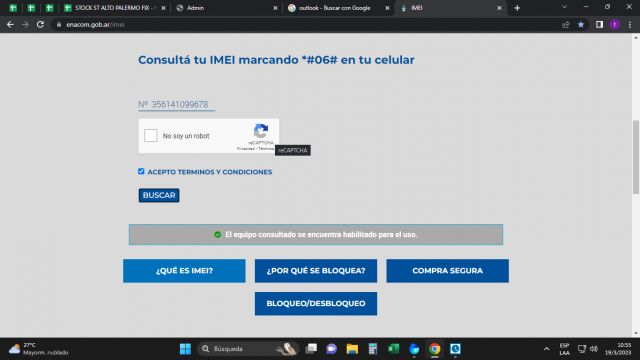 STOCK ST ALTO PALERMO FIX -
Admin
outlook - Buscar con Google
IMEI
enacom.gob.ar/imei
Consultá tu IMEI marcando *#06# en tu celular
Nº 356141099678
No soy un robot
reCAPTCHA
Privacidad - Términos
reCAPTCHA
ACEPTO TERMINOS Y CONDICIONES
BUSCAR
El equipo consultado se encuentra habilitado para el uso.
¿QUÉ ES IMEI?
¿POR QUÉ SE BLOQUEA?
COMPRA SEGURA
BLOQUEO/DESBLOQUEO
27°C
Mayorm. nublado
Búsqueda
ESP
LAA
10:55
19/3/2023